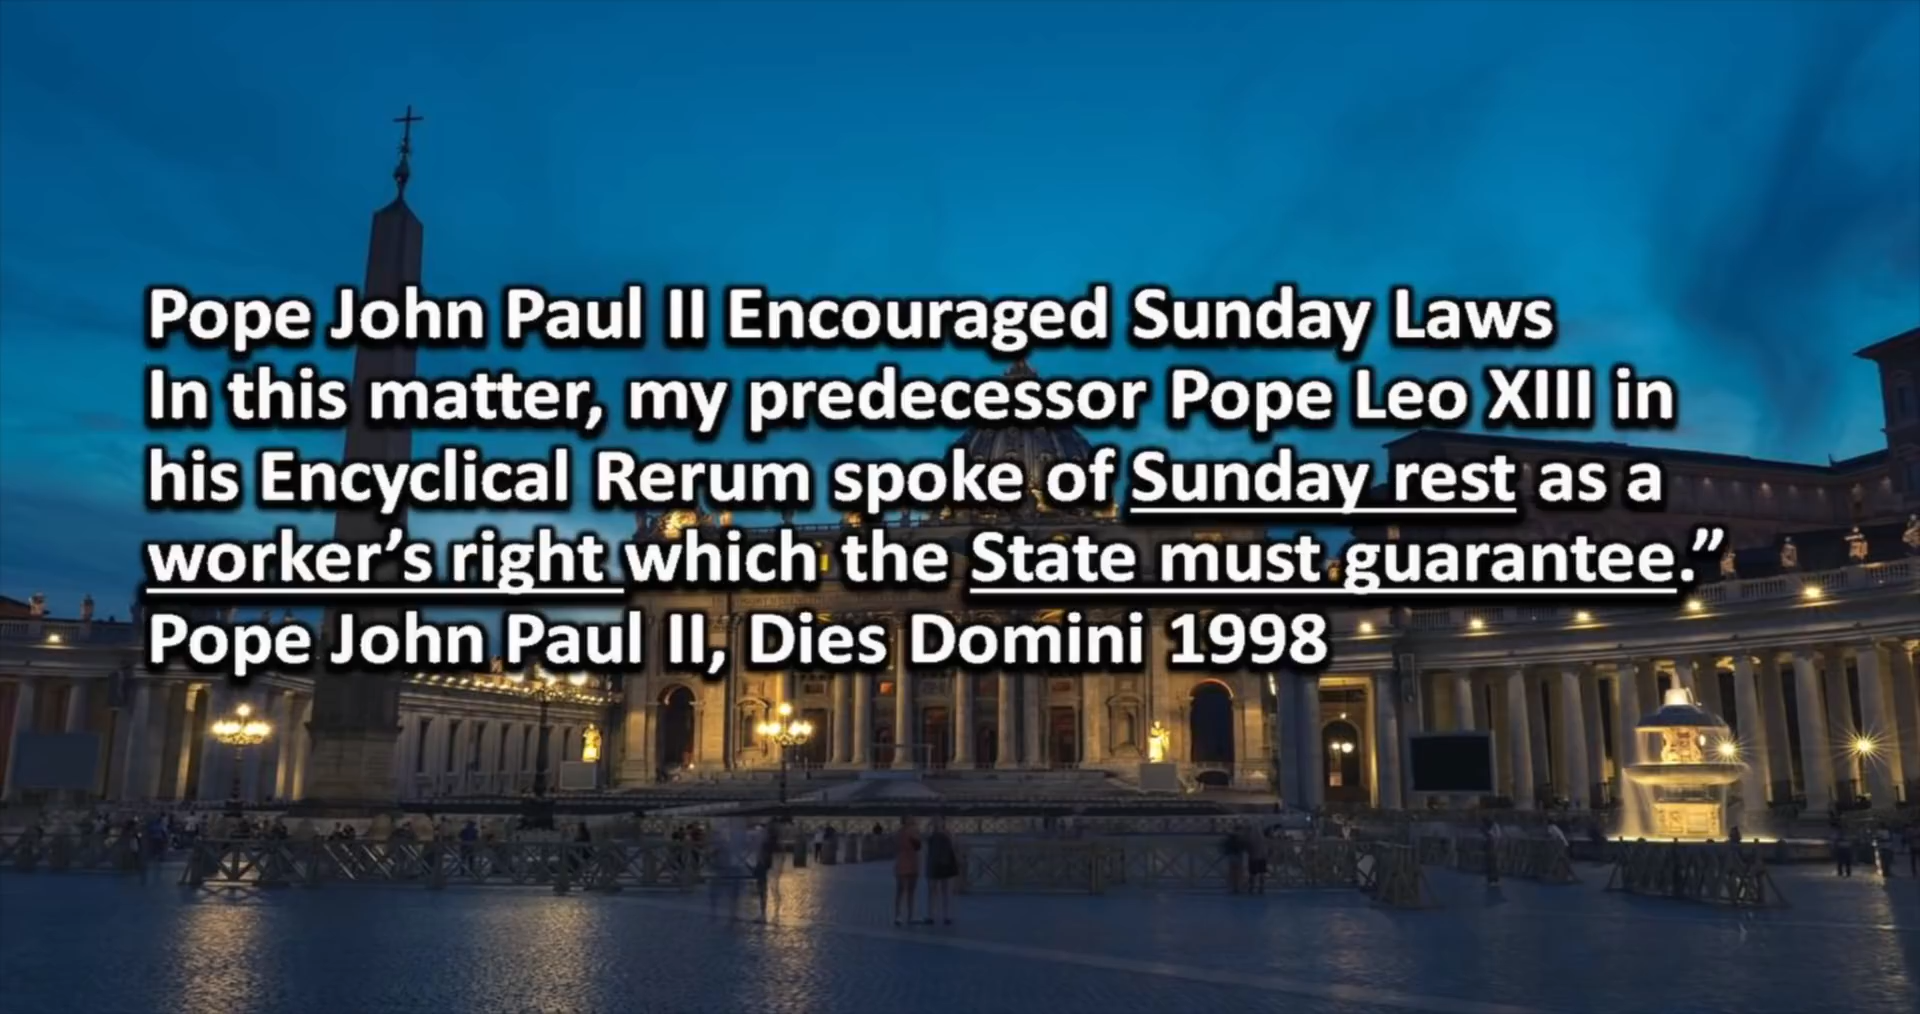 Pope John Paul II Encouraged Sunday Laws
In this matter, my predecessor Pope Leo XIII in
his Encyclical Rerum spoke of Sunday rest as a
worker’s right which the State must guarantee.”
Pope John Paul II, Dies Domini 1998